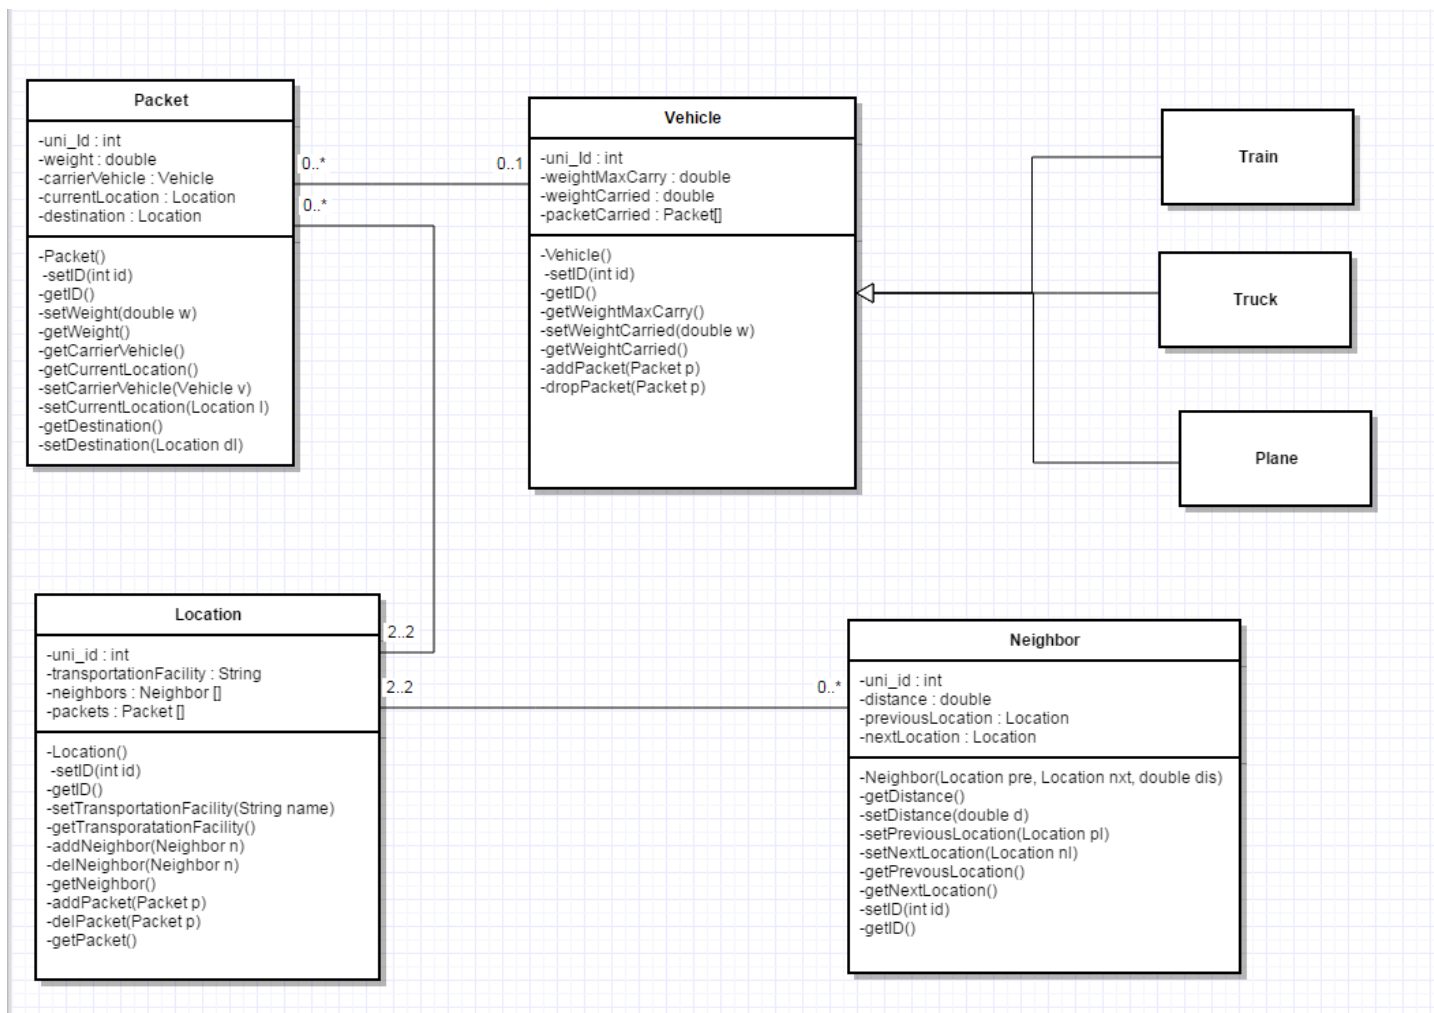 Packet
-uni_Id : int
-weight : double
-carrierVehicle : Vehicle
-currentLocation : Location
-destination : Location
-Packet()
-setID(int id)
-getID()
-setWeight(double w)
-getWeight()
-getCarrierVehicle()
-getCurrentLocation()
-setCarrierVehicle(Vehicle v)
-setCurrentLocation(Location l)
-getDestination()
-setDestination(Location dl)
0..*
0..1
0..*
Vehicle
-uni_Id : int
-weightMaxCarry : double
-weightCarried : double
-packetCarried : Packet[]
-Vehicle()
-setID(int id)
-getID()
-getWeightMaxCarry()
-setWeightCarried(double w)
-getWeightCarried()
-addPacket(Packet p)
-dropPacket(Packet p)
Train
Truck
Plane
Location
-uni_id : int
-transportationFacility : String
-neighbors : Neighbor []
-packets : Packet []
-Location()
-setID(int id)
-getID()
-setTransportationFacility(String name)
-getTransporatationFacility()
-addNeighbor(Neighbor n)
-delNeighbor(Neighbor n)
-getNeighbor()
-addPacket(Packet p)
-delPacket(Packet p)
-getPacket()
2..2
2..2
0..*
Neighbor
-uni_id : int
-distance : double
-previousLocation : Location
-nextLocation : Location
-Neighbor(Location pre, Location nxt, double dis)
-getDistance()
-setDistance(double d)
-setPreviousLocation(Location pl)
-setNextLocation(Location nl)
-getPrevousLocation()
-getNextLocation()
-setID(int id)
-getID()